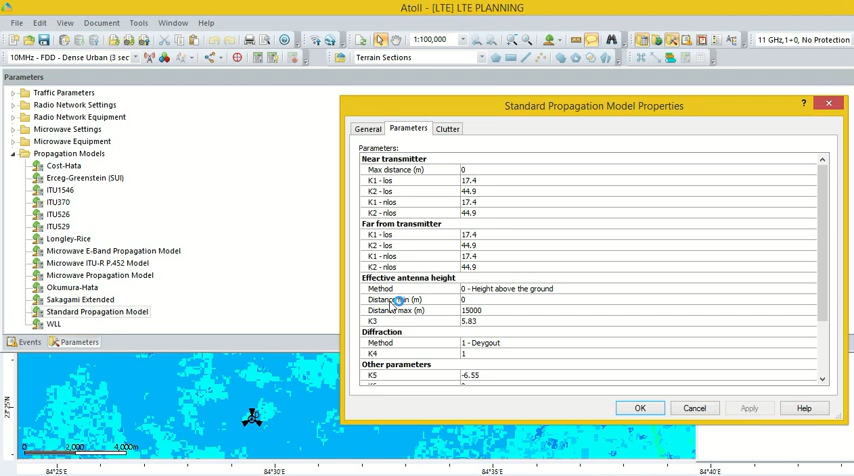 Atoll - [LTE] LTE PLANNING
File Edit View Document Tools Window Help
1:100,000 11 GHz,1+0, No Protection
10MHz - FDD - Dense Urban (3 sec Terrain Sections
Parameters
Traffic Parameters
Radio Network Settings
Radio Network Equipment
Microwave Settings
Microwave Equipment
Propagation Models
Cost-Hata
Erceg-Greenstein (SUI)
ITU1546
ITU370
ITU526
ITU529
Longley-Rice
Microwave E-Band Propagation Model
Microwave ITU-R P.452 Model
Microwave Propagation Model
Okumura-Hata
Sakagami Extended
Standard Propagation Model
WLL
Events Parameters
Standard Propagation Model Properties ? ×
General Parameters Clutter
Parameters:
Near transmitter
Max distance (m) 0
K1 - los 17.4
K2 - los 44.9
K1 - nlos 17.4
K2 - nlos 44.9
Far from transmitter
K1 - los 17.4
K2 - los 44.9
K1 - nlos 17.4
K2 - nlos 44.9
Effective antenna height
Method 0 - Height above the ground
Distance min (m) 0
Distance max (m) 15000
K3 5.83
Diffraction
Method 1 - Deygout
K4 1
Other parameters
K5 -6.55
OK Cancel Apply Help
0 2,000 4,000m
84°25'E 84°30'E 84°35'E 84°40'E